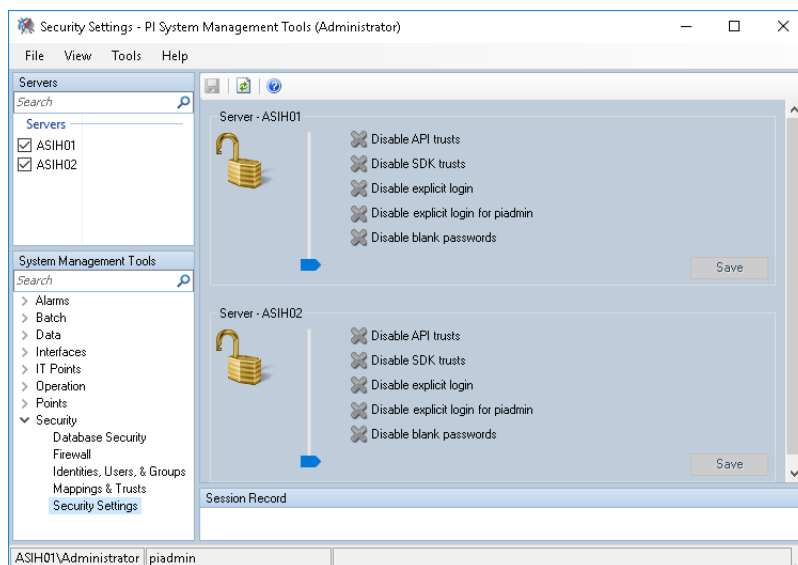 Security Settings - PI System Management Tools (Administrator)
File View Tools Help
Servers
Search
Servers
ASIH01
ASIH02
System Management Tools
Search
Alarms
Batch
Data
Interfaces
IT Points
Operation
Points
Security
Database Security
Firewall
Identities, Users, & Groups
Mappings & Trusts
Security Settings
Server - ASIH01
Disable API trusts
Disable SDK trusts
Disable explicit login
Disable explicit login for piadmin
Disable blank passwords
Save
Server - ASIH02
Disable API trusts
Disable SDK trusts
Disable explicit login
Disable explicit login for piadmin
Disable blank passwords
Save
Session Record
ASIH01\Administrator piadmin